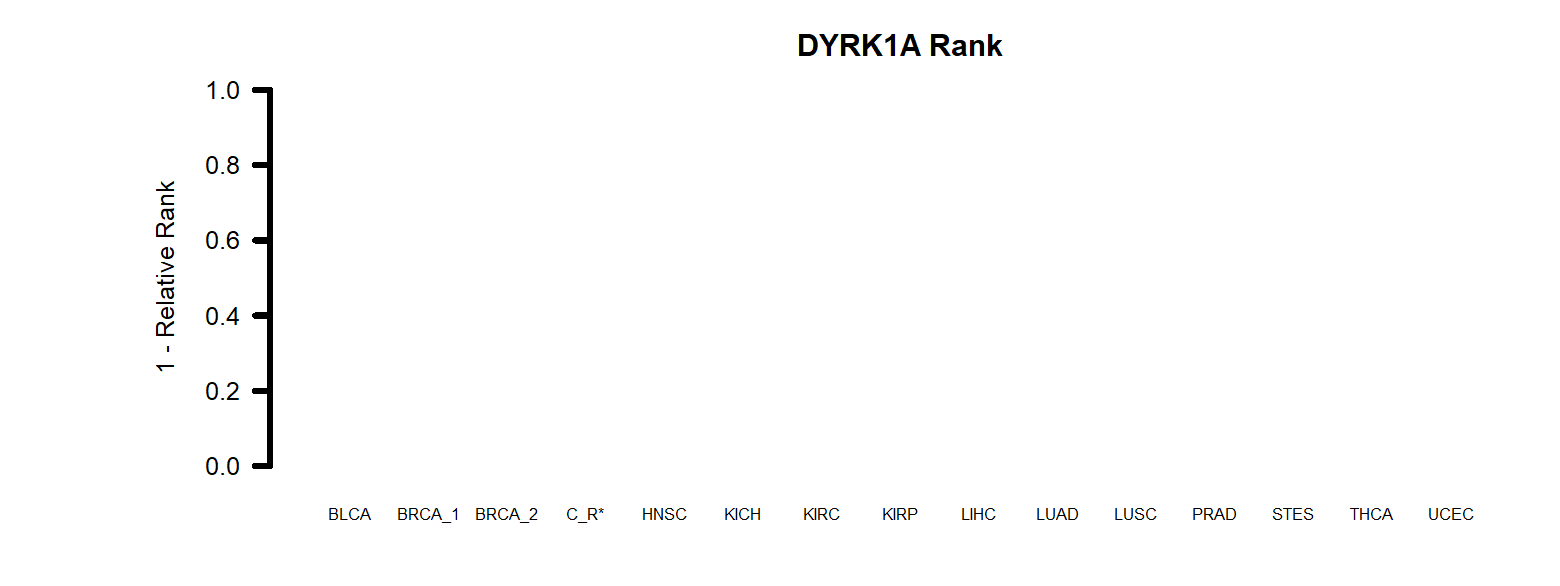 DYRK1A Rank
1 - Relative Rank
1.0
0.8
0.6
0.4
0.2
0.0
BLCA BRCA_1 BRCA_2 C_R* HNSC KICH KIRC KIRP LIHC LUAD LUSC PRAD STES THCA UCEC